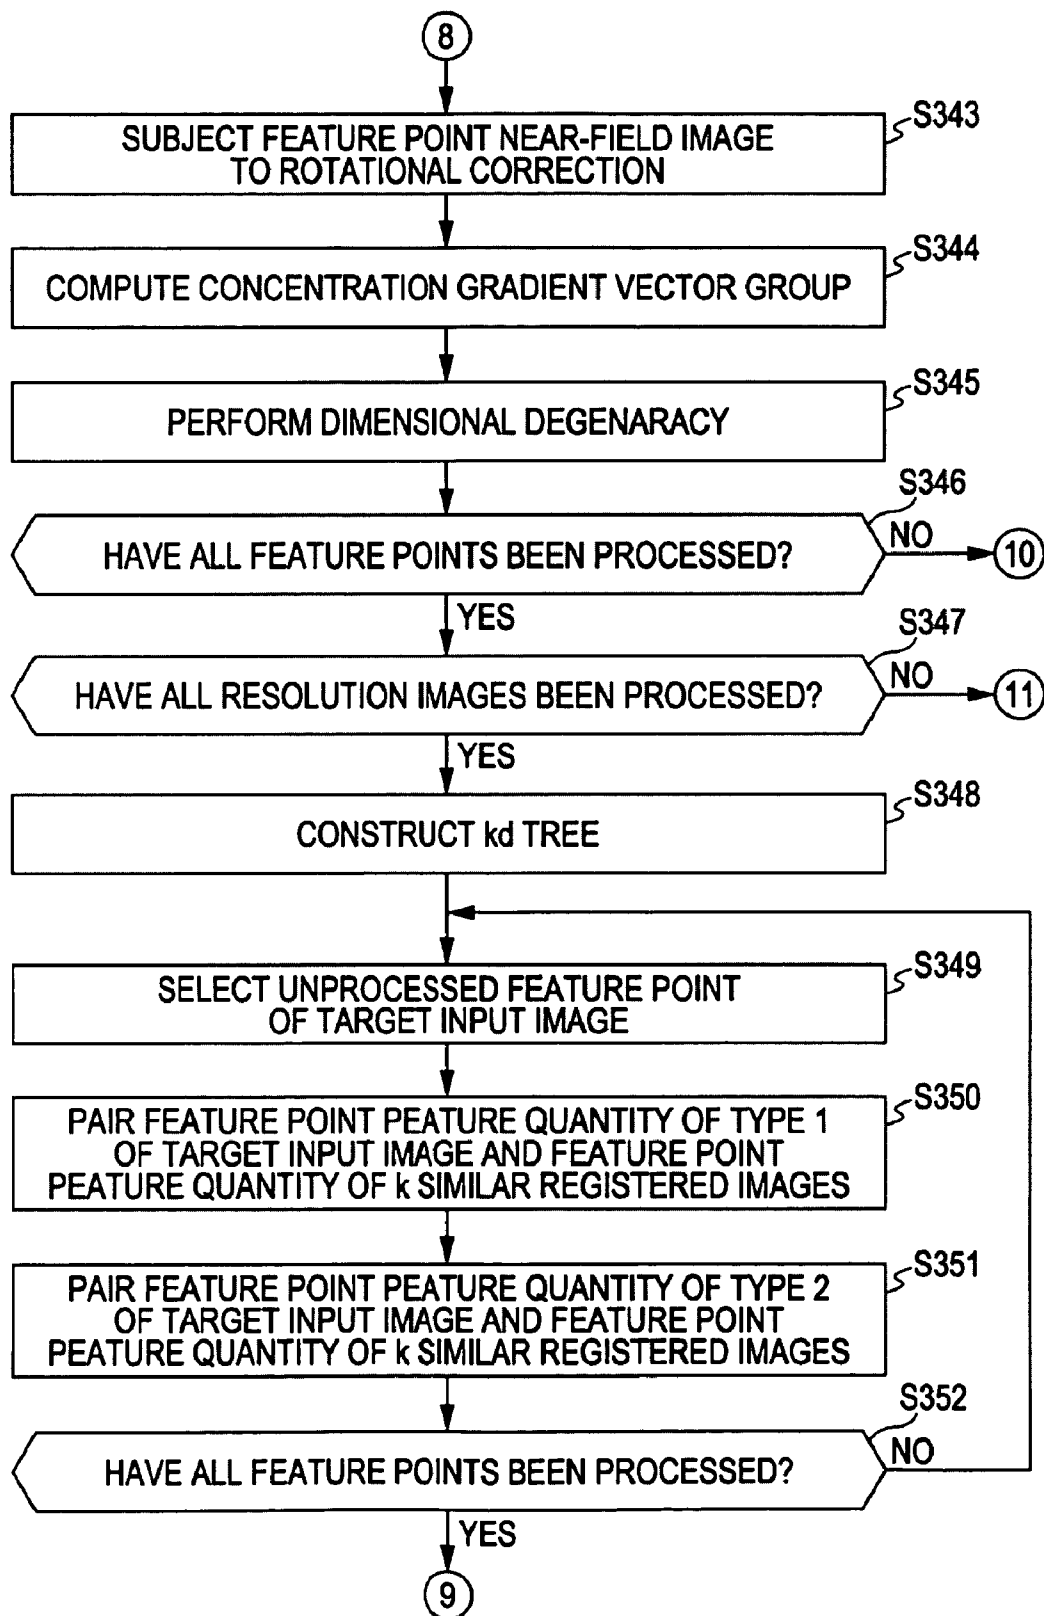 8
S343
SUBJECT FEATURE POINT NEAR-FIELD IMAGE
TO ROTATIONAL CORRECTION
S344
COMPUTE CONCENTRATION GRADIENT VECTOR GROUP
S345
PERFORM DIMENSIONAL DEGENARACY
S346
HAVE ALL FEATURE POINTS BEEN PROCESSED?
NO
10
YES
S347
HAVE ALL RESOLUTION IMAGES BEEN PROCESSED?
NO
11
YES
S348
CONSTRUCT kd TREE
S349
SELECT UNPROCESSED FEATURE POINT
OF TARGET INPUT IMAGE
S350
PAIR FEATURE POINT PEATURE QUANTITY OF TYPE 1
OF TARGET INPUT IMAGE AND FEATURE POINT
PEATURE QUANTITY OF k SIMILAR REGISTERED IMAGES
S351
PAIR FEATURE POINT PEATURE QUANTITY OF TYPE 2
OF TARGET INPUT IMAGE AND FEATURE POINT
PEATURE QUANTITY OF k SIMILAR REGISTERED IMAGES
S352
HAVE ALL FEATURE POINTS BEEN PROCESSED?
NO
YES
9